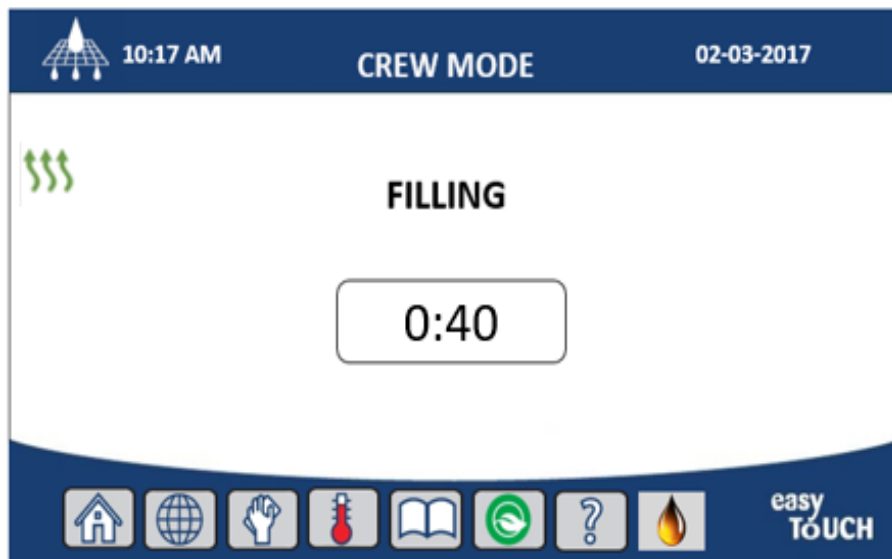 10:17 AM
CREW MODE
02-03-2017
FILLING
0:40
?
easy
TOUCH